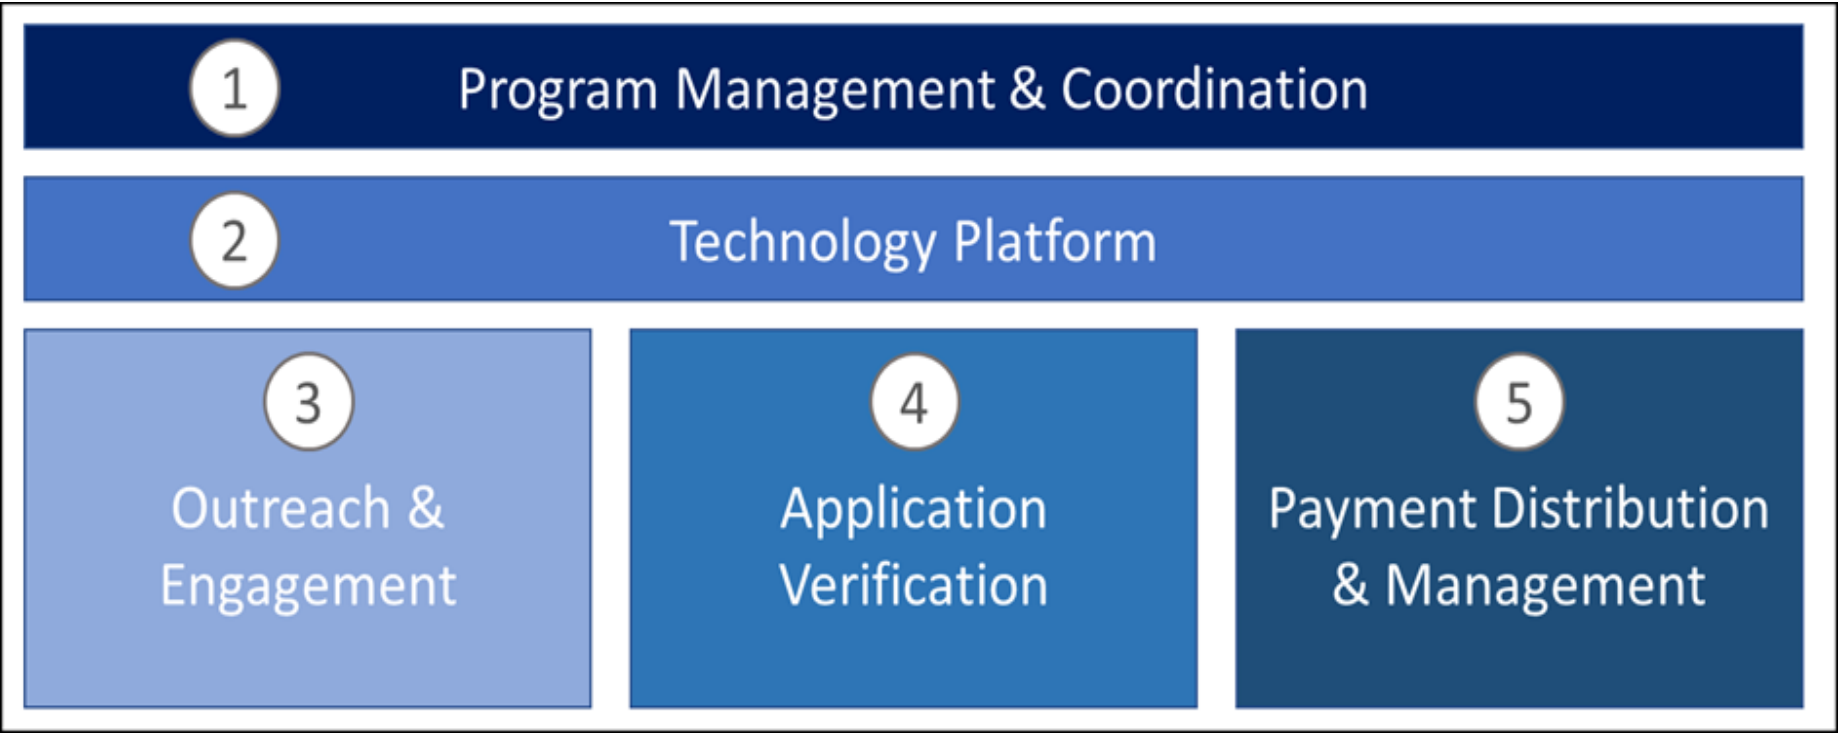 1 Program Management & Coordination
2 Technology Platform
3
Outreach &
Engagement
4
Application
Verification
5
Payment Distribution
& Management